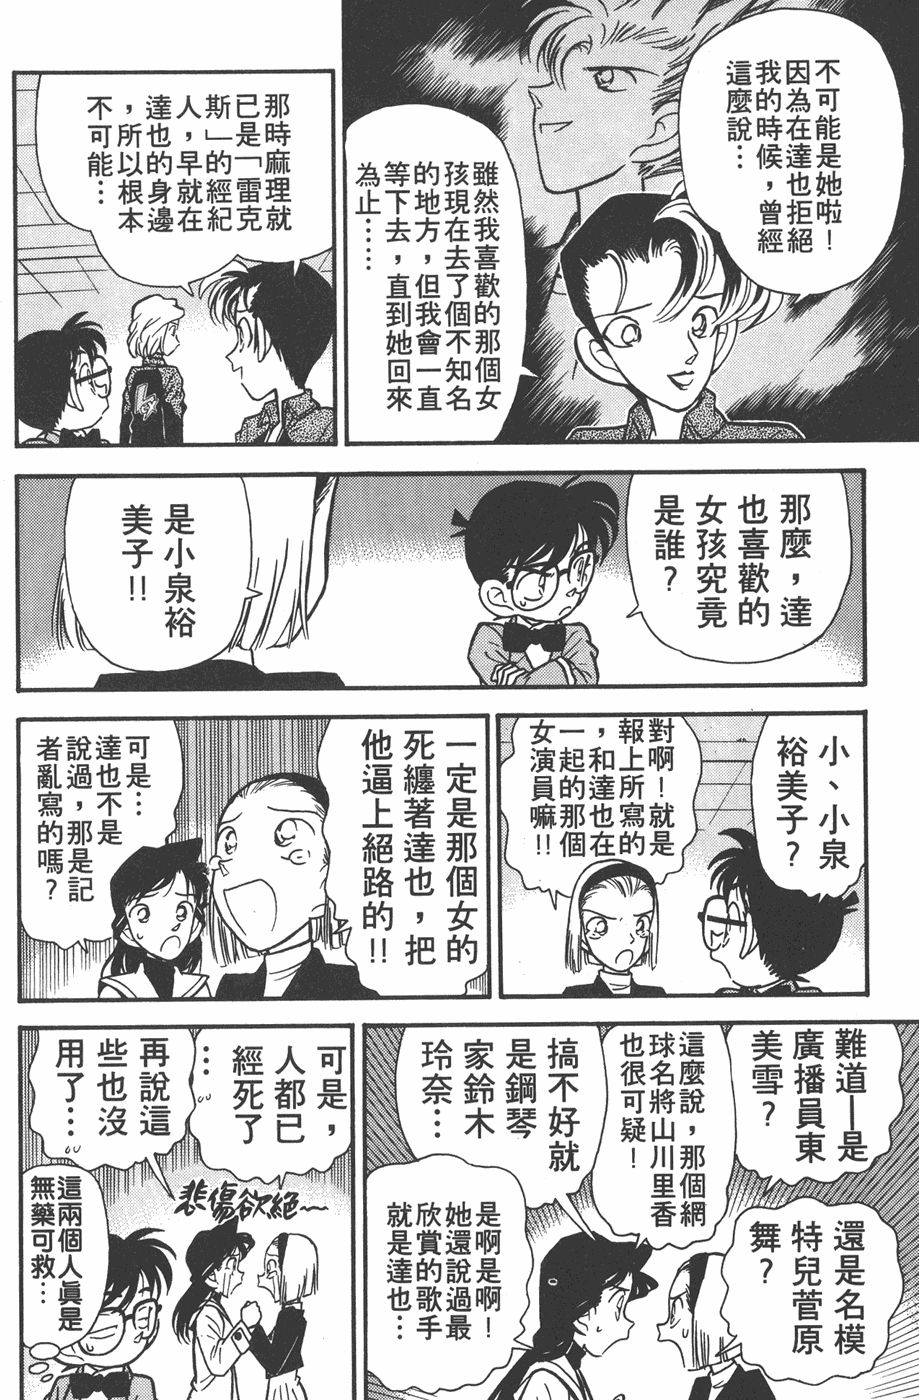 不可能是她啦！
因為在達也拒絕
我的時候，曾經
這麼說…
雖然我喜歡的那個女
孩現在去了個不知名
的地方，但我會一直
等下去，直到她回來
為止……
那時麻理就
已是「雷克
斯」的經紀
人，早就在
達也的身邊
，所以根本
不可能…
那麼，達
也喜歡的
女孩究竟
是誰？
是小泉裕
美子!!
小、小泉
裕美子？
對啊！就是
報上所寫的
，和達也在
一起的那個
女演員嘛!!
一定是那個女的
死纏著達也，把
他逼上絕路的!!
可是…
達也不是
說過，那是記
者亂寫的嗎？
難道—是
廣播員東
美雪？
還是名模
特兒菅原
舞？
這麼說，那個網
球名將山川里香
也很可疑！
搞不好就
是鋼琴
家鈴木
玲奈…
是啊是啊！
她還說過最
欣賞的歌手
就是達也…
可是，
人都已
經死了
…
再說這
些也沒
用了…
悲傷欲絕~
這兩個人真是
無藥可救…